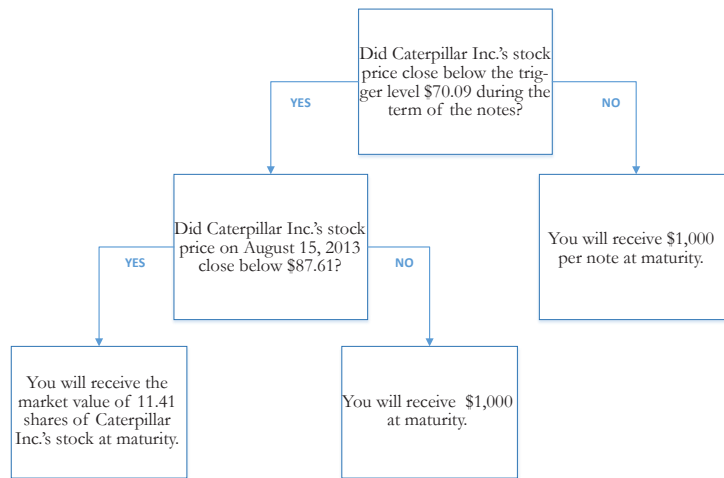 Did Caterpillar Inc.'s stock
price close below the trig-
ger level $70.09 during the
term of the notes?
YES
NO
Did Caterpillar Inc.'s stock
price on August 15, 2013
close below $87.61?
You will receive $1,000
per note at maturity.
YES
NO
You will receive the
market value of 11.41
shares of Caterpillar
Inc.'s stock at maturity.
You will receive $1,000
at maturity.